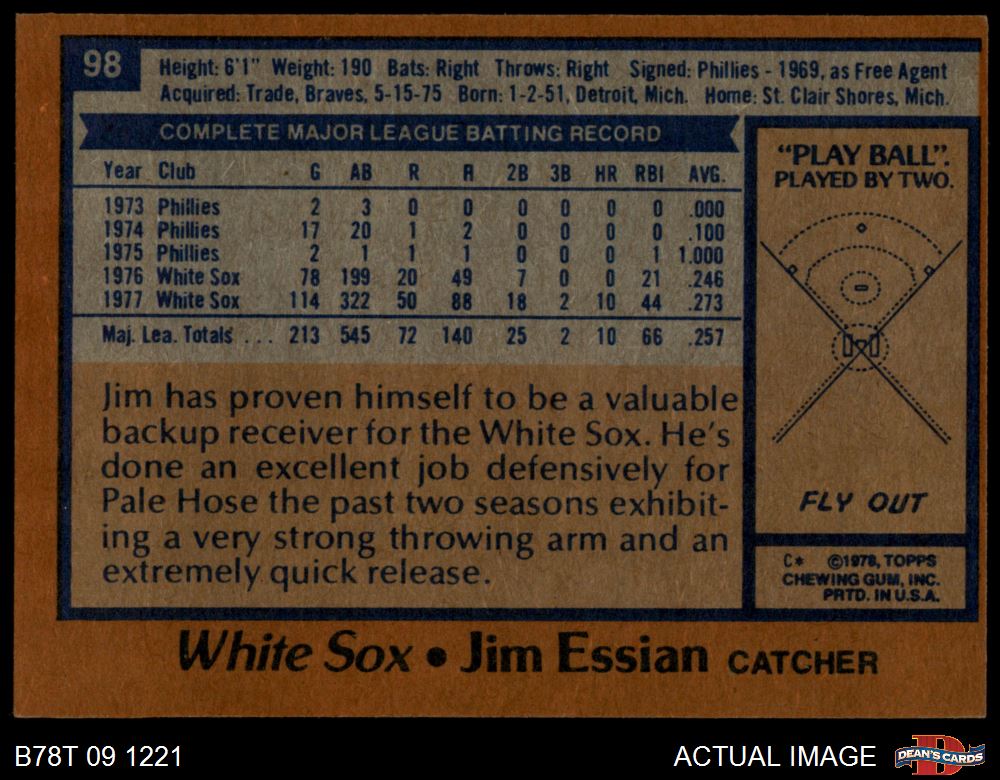 98
Height: 6'1" Weight: 190 Bats: Right Throws: Right Signed: Phillies - 1969, as Free Agent
Acquired: Trade, Braves, 5-15-75 Born: 1-2-51, Detroit, Mich. Home: St. Clair Shores, Mich.
COMPLETE MAJOR LEAGUE BATTING RECORD
Year Club G AB R H 2B 3B HR RBI AVG.
1973 Phillies 2 3 0 0 0 0 0 0 .000
1974 Phillies 17 20 1 2 0 0 0 0 .100
1975 Phillies 2 1 1 1 0 0 0 1 1.000
1976 White Sox 78 199 20 49 7 0 0 21 .246
1977 White Sox 114 322 50 88 18 2 10 44 .273
Maj. Lea. Totals ... 213 545 72 140 25 2 10 66 .257
Jim has proven himself to be a valuable
backup receiver for the White Sox. He's
done an excellent job defensively for
Pale Hose the past two seasons exhibit-
ing a very strong throwing arm and an
extremely quick release.
"PLAY BALL".
PLAYED BY TWO.
FLY OUT
C* ©1978, TOPPS
CHEWING GUM, INC.
PRTD. IN U.S.A.
White Sox • Jim Essian CATCHER
B78T 09 1221
ACTUAL IMAGE
DEAN'S CARDS